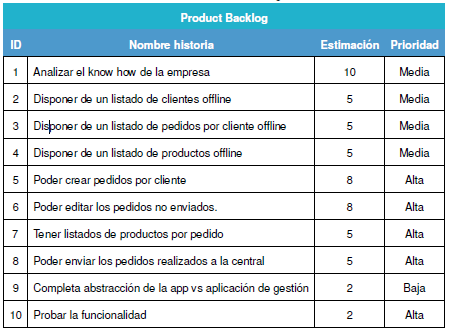 Product Backlog
ID Nombre historia Estimación Prioridad
1 Analizar el know how de la empresa 10 Media
2 Disponer de un listado de clientes offline 5 Media
3 Disponer de un listado de pedidos por cliente offline 5 Media
4 Disponer de un listado de productos offline 5 Media
5 Poder crear pedidos por cliente 8 Alta
6 Poder editar los pedidos no enviados. 8 Alta
7 Tener listados de productos por pedido 5 Alta
8 Poder enviar los pedidos realizados a la central 5 Alta
9 Completa abstracción de la app vs aplicación de gestión 2 Baja
10 Probar la funcionalidad 2 Alta